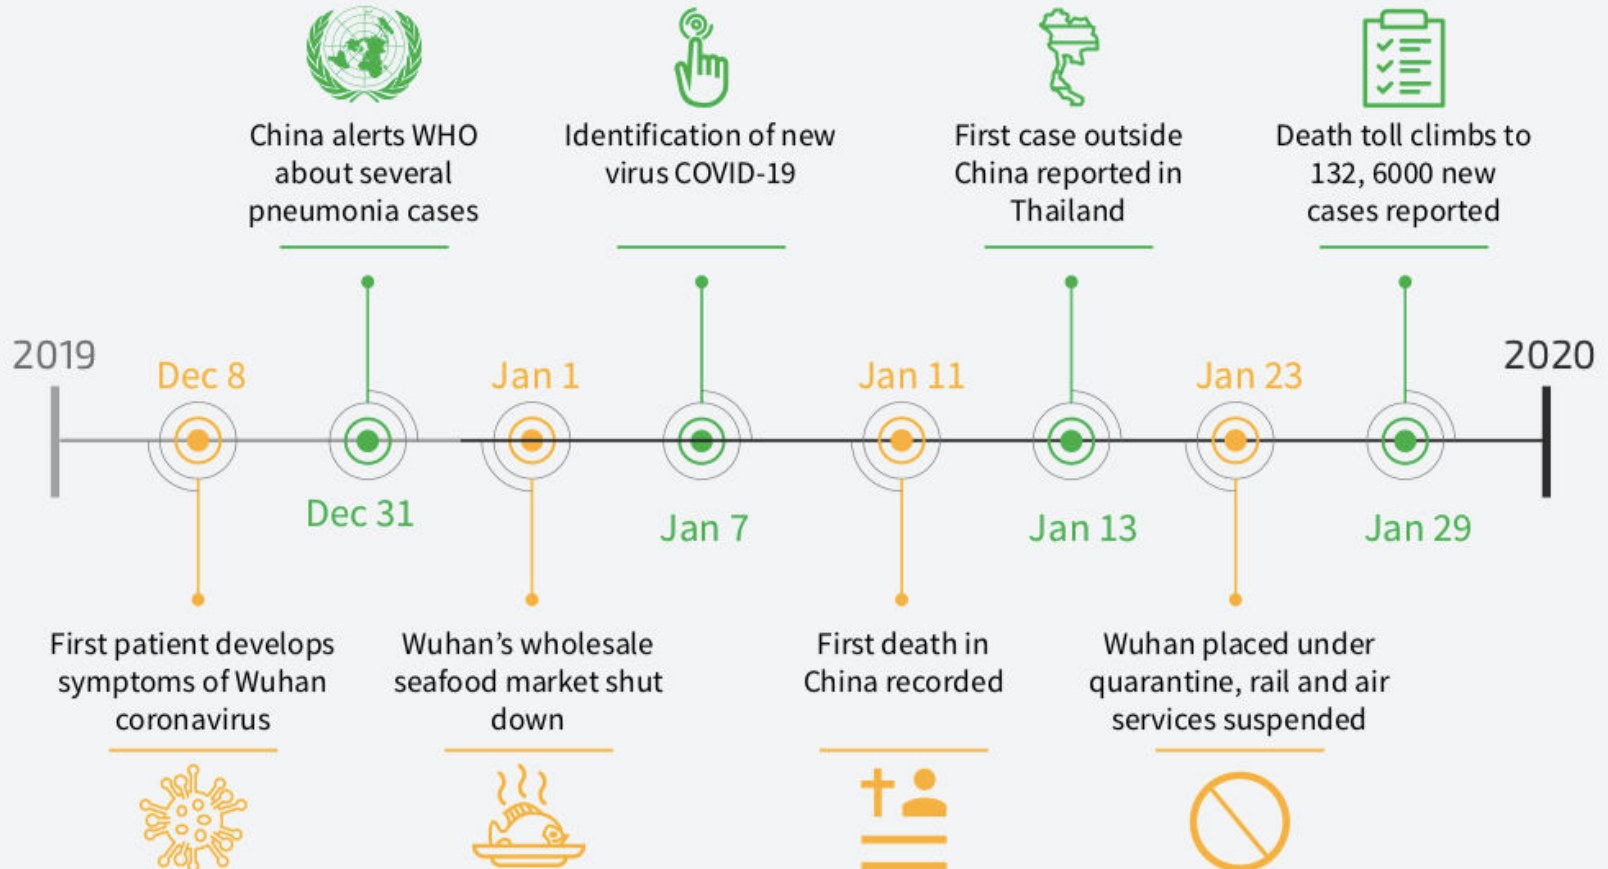 China alerts WHO
about several
pneumonia cases
Identification of new
virus COVID-19
First case outside
China reported in
Thailand
Death toll climbs to
132, 6000 new
cases reported
2019
Dec 8
Jan 1
Jan 11
Jan 23
2020
Dec 31
Jan 7
Jan 13
Jan 29
First patient develops
symptoms of Wuhan
coronavirus
Wuhan’s wholesale
seafood market shut
down
First death in
China recorded
Wuhan placed under
quarantine, rail and air
services suspended